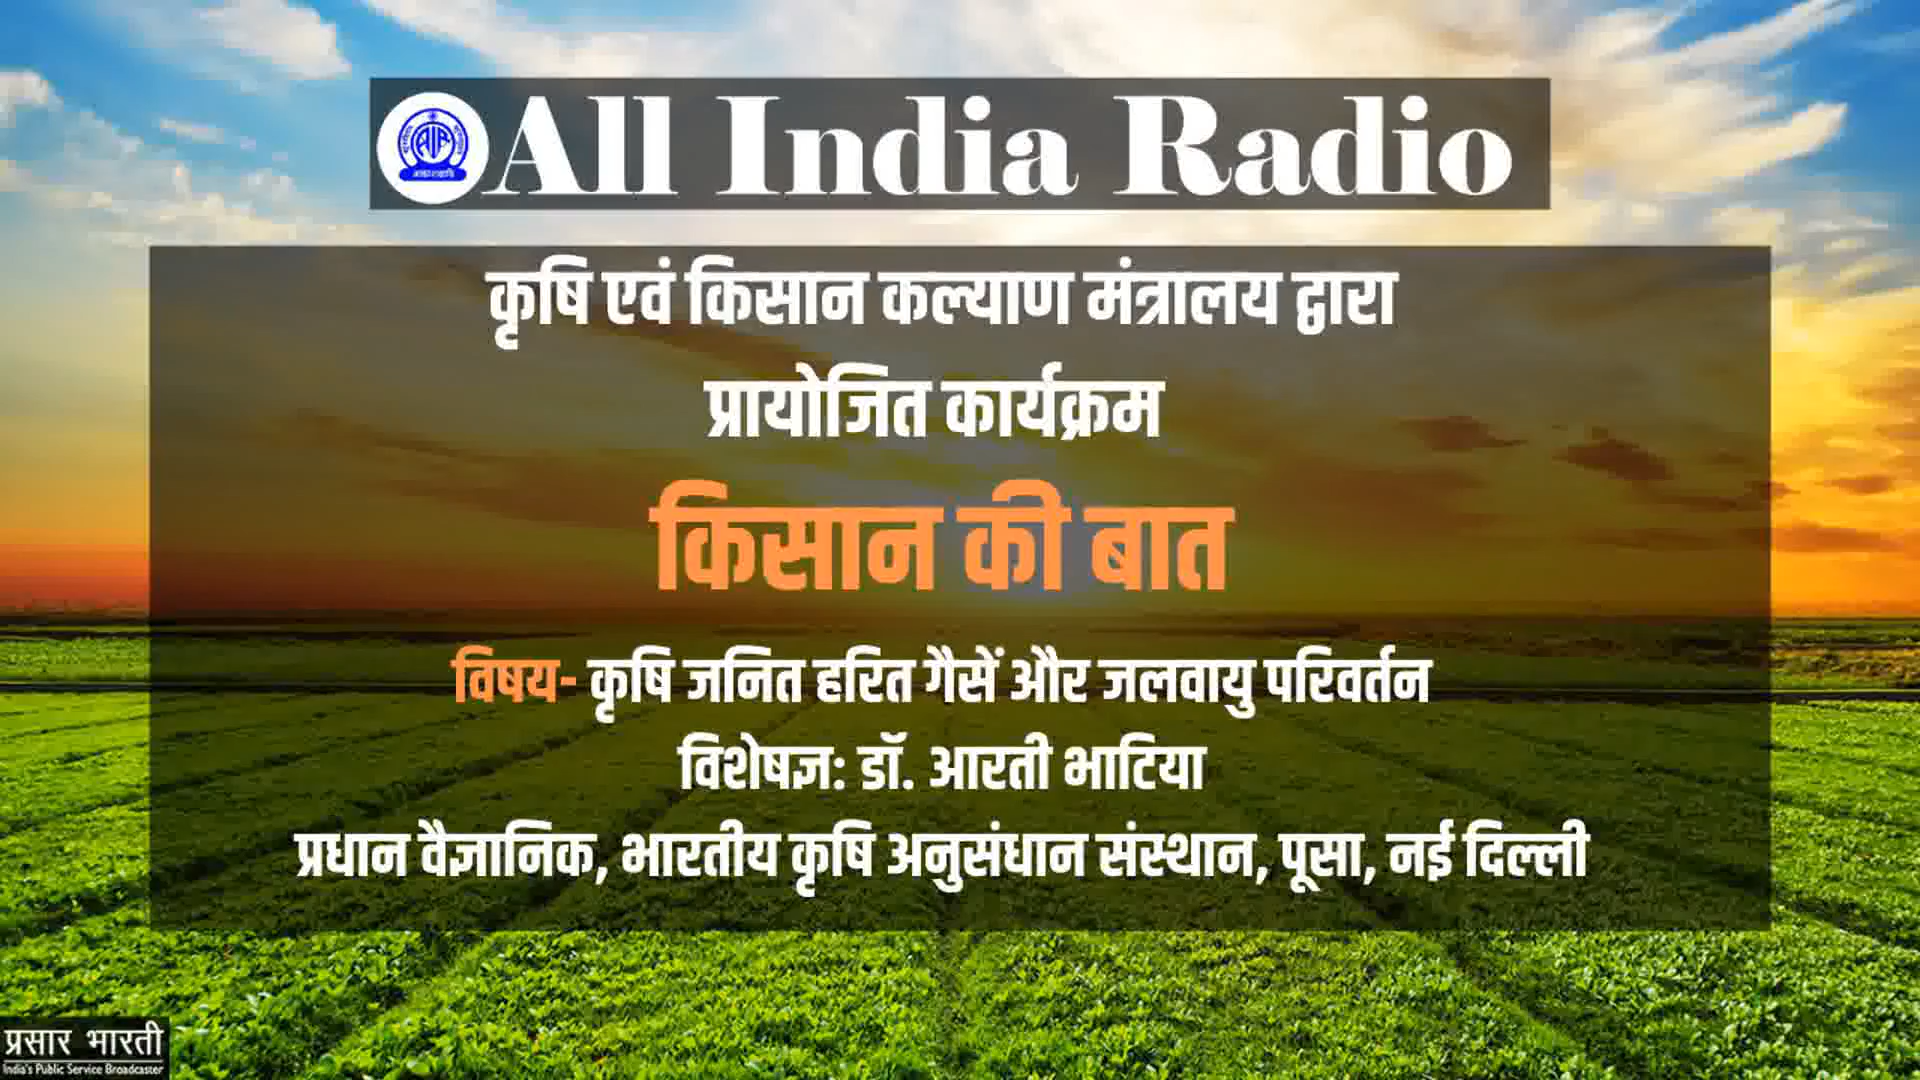 All India Radio
कृषि एवं किसान कल्याण मंत्रालय द्वारा
प्रायोजित कार्यक्रम
किसान की बात
विषय- कृषि जनित हरित गैसें और जलवायु परिवर्तन
विशेषज्ञ: डॉ. आरती भाटिया
प्रधान वैज्ञानिक, भारतीय कृषि अनुसंधान संस्थान, पूसा, नई दिल्ली
प्रसार भारती
India's Public Service Broadcaster